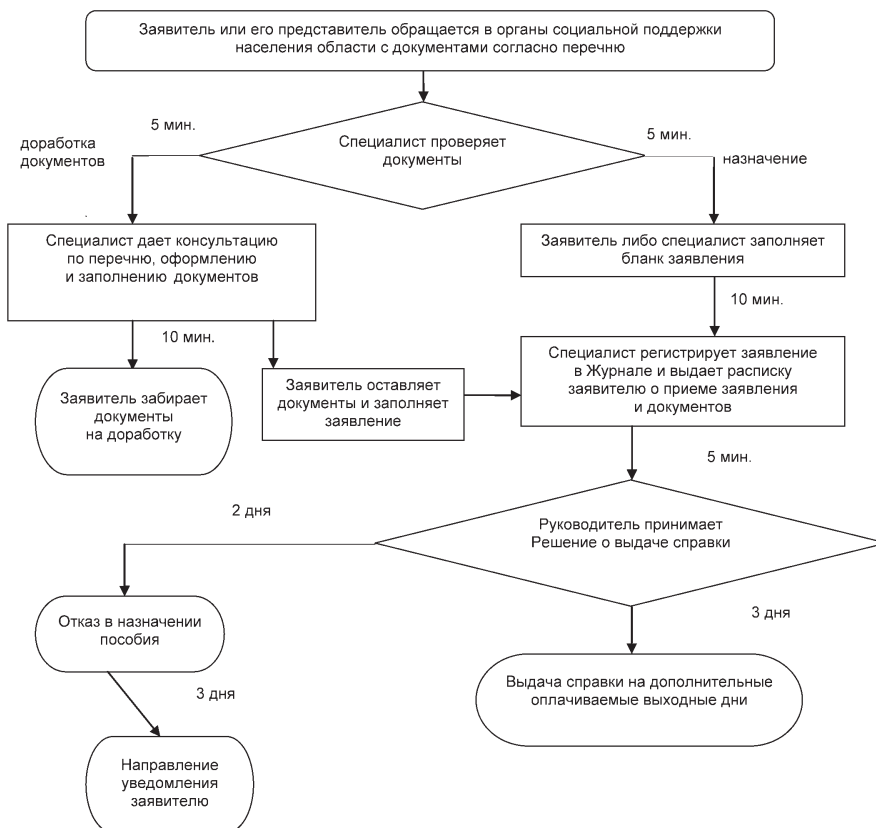 Заявитель или его представитель обращается в органы социальной поддержки
населения области с документами согласно перечню
5 мин.
5 мин.
доработка
документов
Специалист проверяет
документы
назначение
Специалист дает консультацию
по перечню, оформлению
и заполнению документов
Заявитель либо специалист заполняет
бланк заявления
10 мин.
10 мин.
Заявитель забирает
документы
на доработку
Заявитель оставляет
документы и заполняет
заявление
Специалист регистрирует заявление
в Журнале и выдает расписку
заявителю о приеме заявления
и документов
5 мин.
2 дня
Руководитель принимает
Решение о выдаче справки
3 дня
Отказ в назначении
пособия
3 дня
Выдача справки на дополнительные
оплачиваемые выходные дни
Направление
уведомления
заявителю